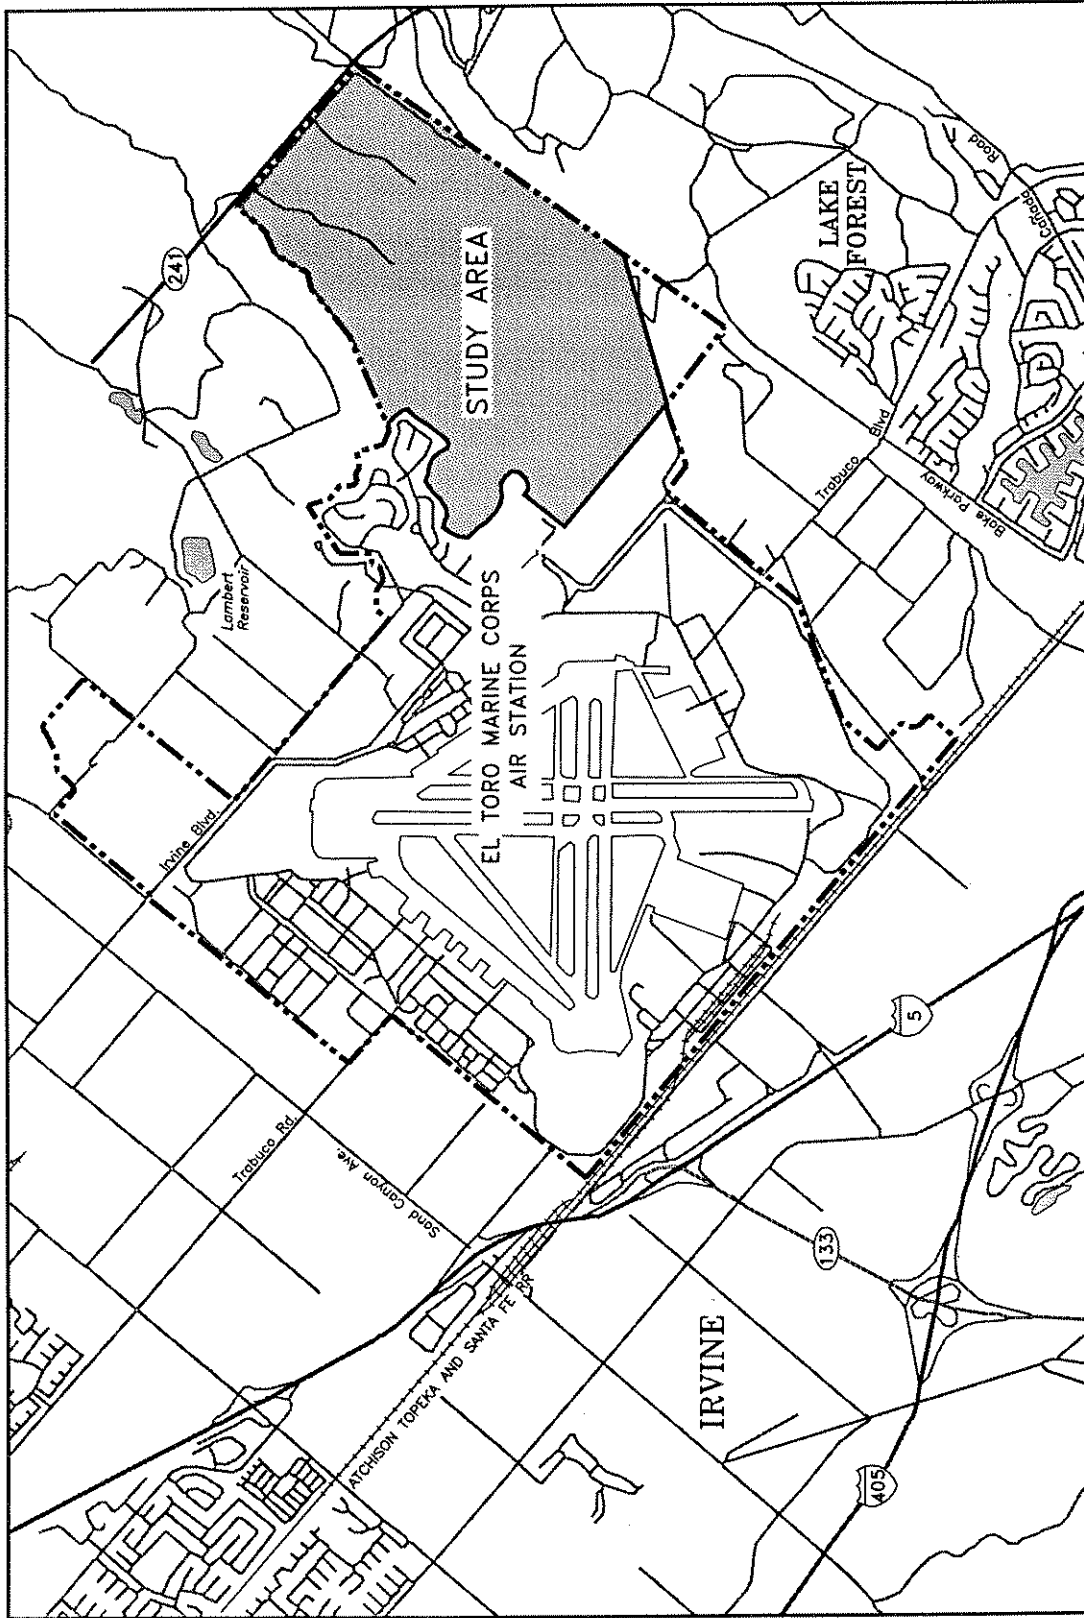 241
STUDY AREA
LAKE
FOREST
Cañada
Road
Lambert
Reservoir
EL TORO MARINE CORPS
AIR STATION
Trabuco Blvd
Bake Parkway
Irvine Blvd.
Trabuco Rd.
Sand Canyon Ave.
5
133
ATCHISON TOPEKA AND SANTA FE RR
IRVINE
405